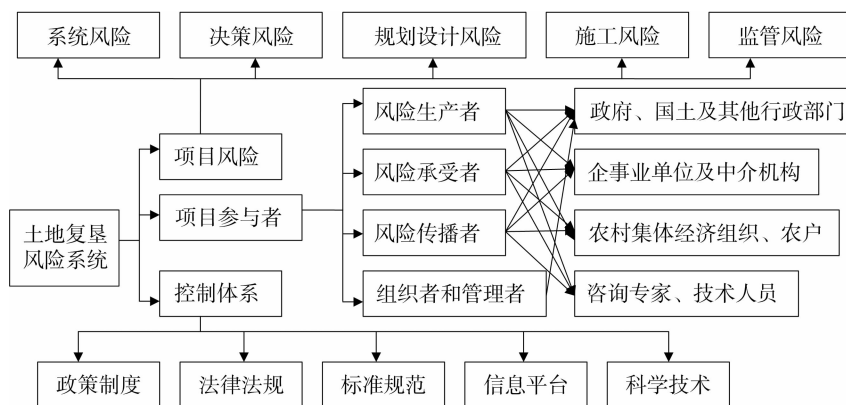 系统风险
决策风险
规划设计风险
施工风险
监管风险
风险生产者
政府、国土及其他行政部门
项目风险
风险承受者
企事业单位及中介机构
土地复垦
风险系统
项目参与者
风险传播者
农村集体经济组织、农户
控制体系
组织者和管理者
咨询专家、技术人员
政策制度
法律法规
标准规范
信息平台
科学技术